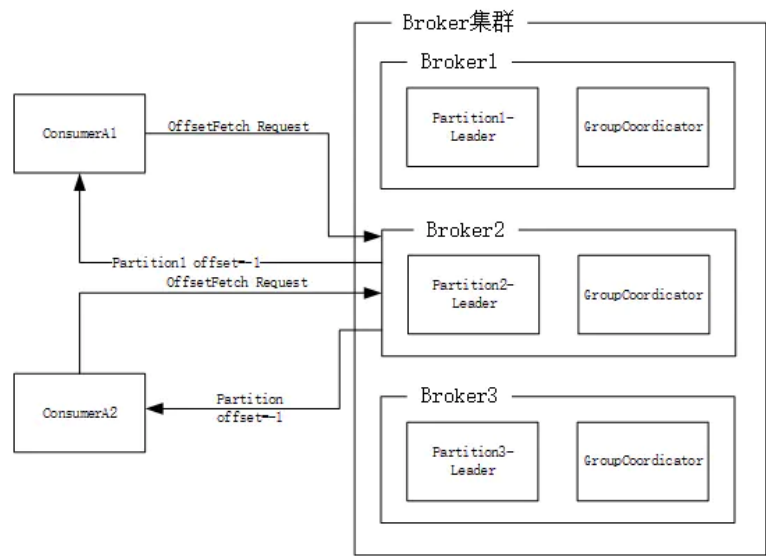 Broker集群
Broker1
Partition1-
Leader
GroupCoordicator
ConsumerA1
OffsetFetch Request
Broker2
Partition1 offset=-1
OffsetFetch Request
Partition2-
Leader
GroupCoordicator
ConsumerA2
Partition
offset=-1
Broker3
Partition3-
Leader
GroupCoordicator